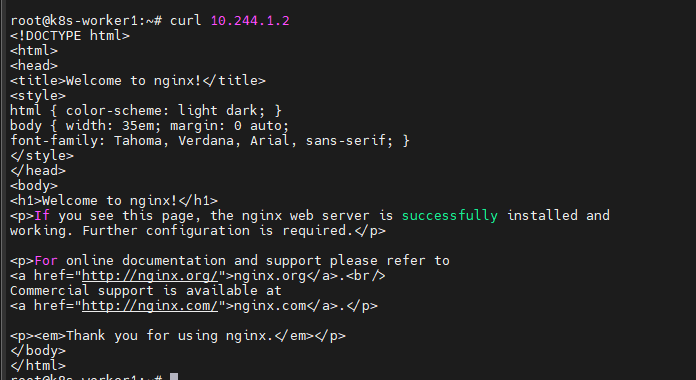 root@k8s-worker1:~# curl 10.244.1.2
<!DOCTYPE html>
<html>
<head>
<title>Welcome to nginx!</title>
<style>
html { color-scheme: light dark; }
body { width: 35em; margin: 0 auto;
font-family: Tahoma, Verdana, Arial, sans-serif; }
</style>
</head>
<body>
<h1>Welcome to nginx!</h1>
<p>If you see this page, the nginx web server is successfully installed and
working. Further configuration is required.</p>

<p>For online documentation and support please refer to
<a href="http://nginx.org/">nginx.org</a>.<br/>
Commercial support is available at
<a href="http://nginx.com/">nginx.com</a>.</p>

<p><em>Thank you for using nginx.</em></p>
</body>
</html>
root@k8s-worker1:~#